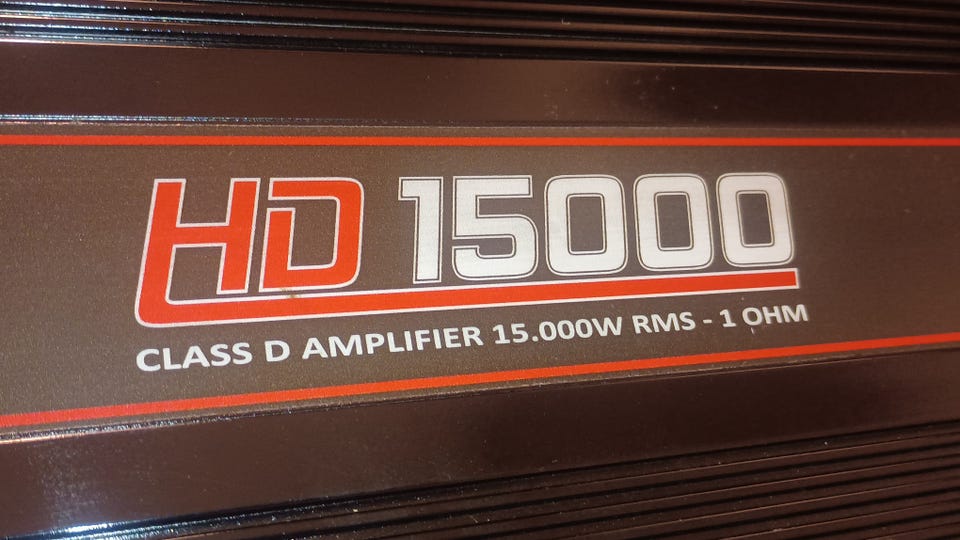 HD 15000
CLASS D AMPLIFIER 15.000W RMS - 1 OHM